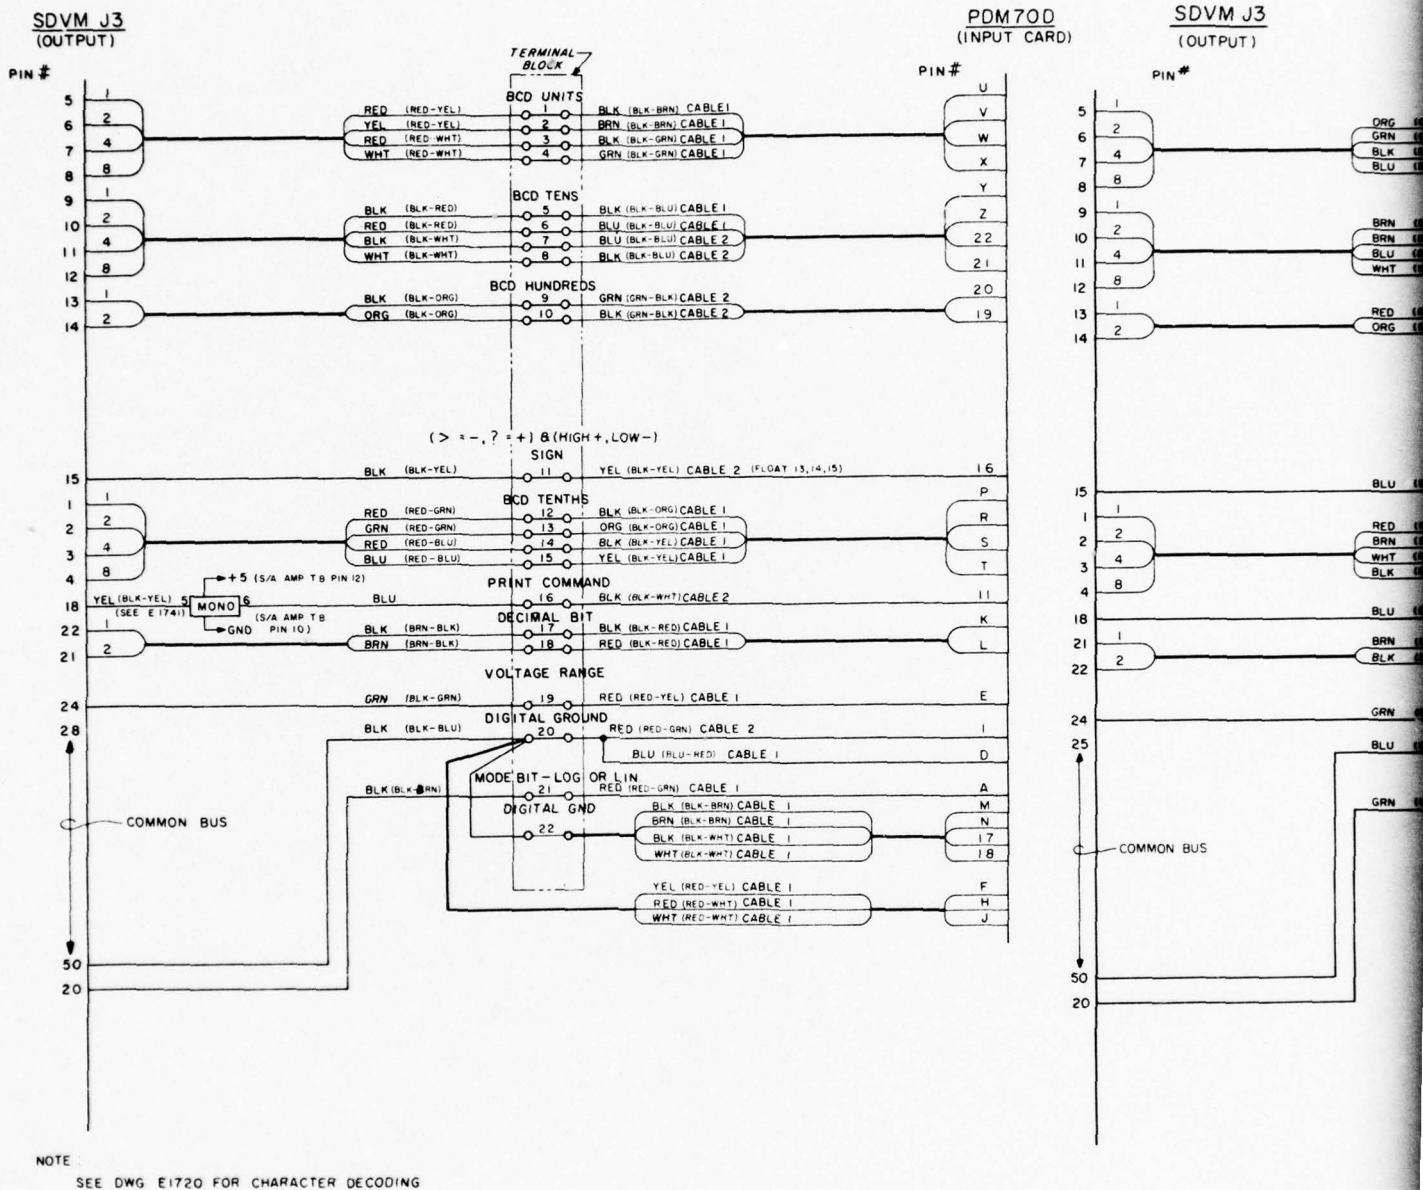 SDVM J3
(OUTPUT)
PDM70D
(INPUT CARD)
SDVM J3
(OUTPUT)
TERMINAL
BLOCK
PIN #
PIN #
PIN #
BCD UNITS
5 1 RED (RED-YEL) 1 BLK (BLK-BRN) CABLE 1 U
6 2 YEL (RED-YEL) 2 BRN (BLK-BRN) CABLE 1 V
7 4 RED (RED-WHT) 3 BLK (BLK-GRN) CABLE 1 W
8 8 WHT (RED-WHT) 4 GRN (BLK-GRN) CABLE 1 X
5 1 ORG
6 2 GRN
7 4 BLK
8 8 BLU
BCD TENS
9 1 BLK (BLK-RED) 5 BLK (BLK-BLU) CABLE 1 Y
10 2 RED (BLK-RED) 6 BLU (BLK-BLU) CABLE 1 Z
11 4 BLK (BLK-WHT) 7 BLU (BLK-BLU) CABLE 2 22
12 8 WHT (BLK-WHT) 8 BLK (BLK-BLU) CABLE 2 21
9 1 BRN
10 2 BRN
11 4 BLU
12 8 WHT
BCD HUNDREDS
13 1 BLK (BLK-ORG) 9 GRN (GRN-BLK) CABLE 2 20
14 2 ORG (BLK-ORG) 10 BLK (GRN-BLK) CABLE 2 19
13 1 RED
14 2 ORG
( > = -, ? = +) & (HIGH +, LOW -)
SIGN
15 BLK (BLK-YEL) 11 YEL (BLK-YEL) CABLE 2 (FLOAT 13,14,15) 16
15 BLU
BCD TENTHS
1 1 RED (RED-GRN) 12 BLK (BLK-ORG) CABLE 1 P
2 2 GRN (RED-GRN) 13 ORG (BLK-ORG) CABLE 1 R
3 4 RED (RED-BLU) 14 BLK (BLK-YEL) CABLE 1 S
4 8 BLU (RED-BLU) 15 YEL (BLK-YEL) CABLE 1 T
1 1 RED
2 2 BRN
3 4 WHT
4 8 BLK
+5 (S/A AMP TB PIN 12)
PRINT COMMAND
18 YEL (BLK-YEL) 5 MONO 6 BLU 16 BLK (BLK-WHT) CABLE 2 11
(SEE E1741)
GND (S/A AMP TB
PIN 10)
18 BLU
DECIMAL BIT
22 1 BLK (BRN-BLK) 17 BLK (BLK-RED) CABLE 1 K
21 2 BRN (BRN-BLK) 18 RED (BLK-RED) CABLE 1 L
21 1 BRN
22 2 BLK
VOLTAGE RANGE
24 GRN (BLK-GRN) 19 RED (RED-YEL) CABLE 1 E
24 GRN
DIGITAL GROUND
28 BLK (BLK-BLU) 20 RED (RED-GRN) CABLE 2 I
BLU (BLU-RED) CABLE 1 D
25 BLU
MODE BIT - LOG OR LIN
BLK (BLK-BRN) 21 RED (RED-GRN) CABLE 1 A
GRN
DIGITAL GND
22
BLK (BLK-BRN) CABLE 1 M
BRN (BLK-BRN) CABLE 1 N
BLK (BLK-WHT) CABLE 1 17
WHT (BLK-WHT) CABLE 1 18
COMMON BUS
COMMON BUS
YEL (RED-YEL) CABLE 1 F
RED (RED-WHT) CABLE 1 H
WHT (RED-WHT) CABLE 1 J
50
20
50
20
NOTE:
SEE DWG E1720 FOR CHARACTER DECODING